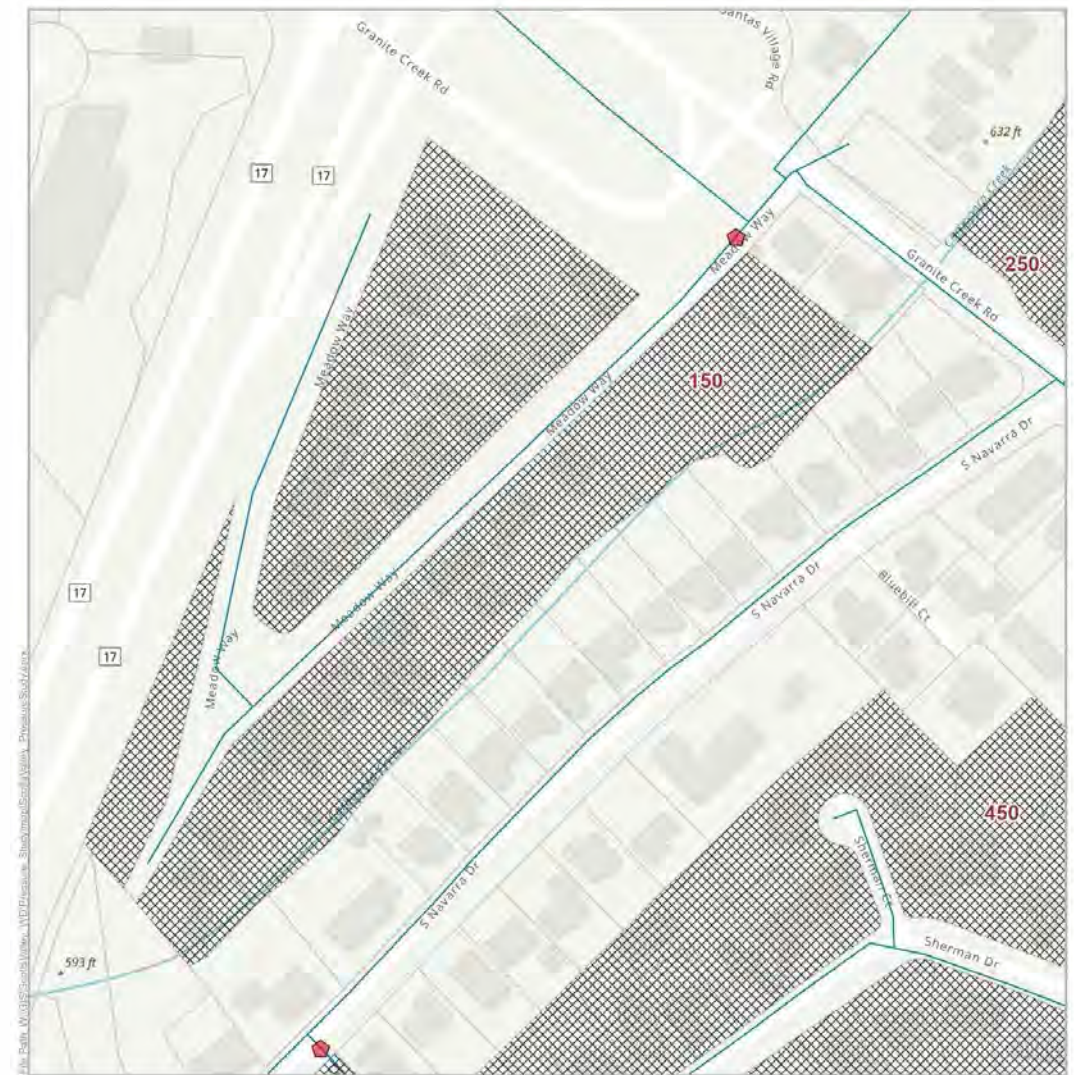 Granite Creek Rd
Santas Village Rd
632 ft
17
17
Meadow Way
250
Granite Creek Rd
Meadow Way
150
Meadow Way
S Navarra Dr
S Navarra Dr
Bluebill Ct
17
Meadow Way
17
Meadow Way
450
Sherman Ct
S Navarra Dr
Sherman Dr
593 ft